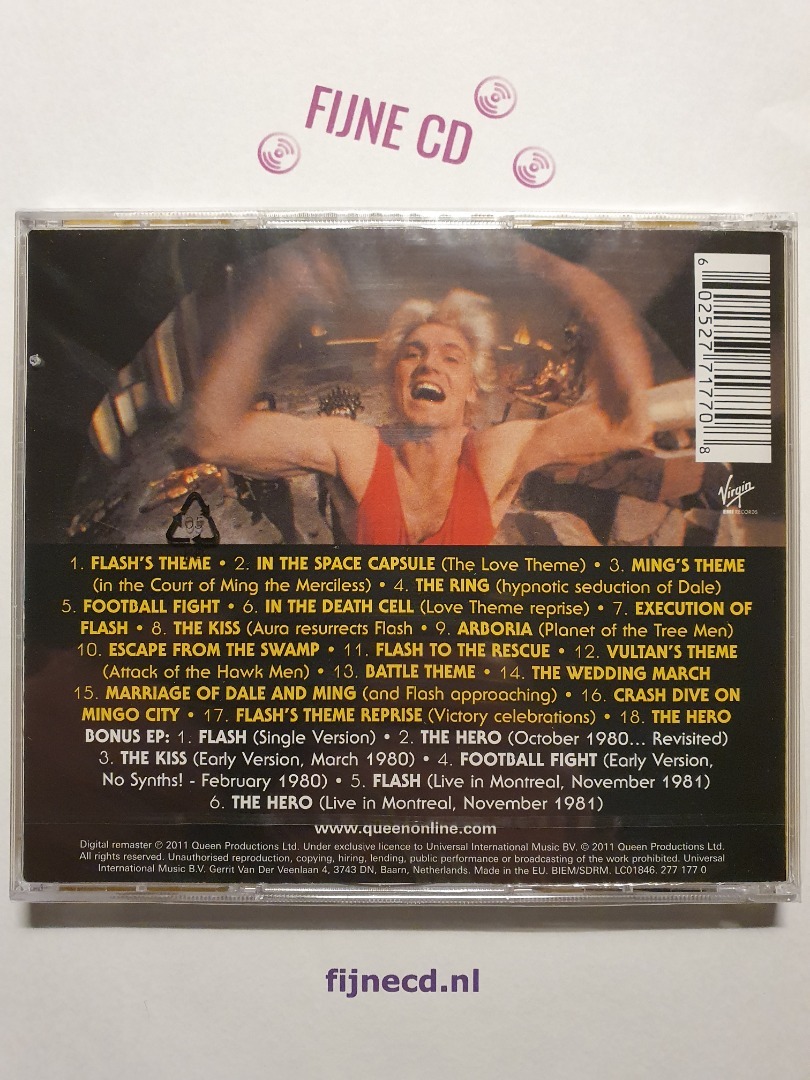 FIJNE CD
6 02527 71770 8
Virgin
RECORDS
05
1. FLASH'S THEME • 2. IN THE SPACE CAPSULE (The Love Theme) • 3. MING'S THEME
(in the Court of Ming the Merciless) • 4. THE RING (hypnotic seduction of Dale)
5. FOOTBALL FIGHT • 6. IN THE DEATH CELL (Love Theme reprise) • 7. EXECUTION OF
FLASH • 8. THE KISS (Aura resurrects Flash • 9. ARBORIA (Planet of the Tree Men)
10. ESCAPE FROM THE SWAMP • 11. FLASH TO THE RESCUE • 12. VULTAN'S THEME
(Attack of the Hawk Men) • 13. BATTLE THEME • 14. THE WEDDING MARCH
15. MARRIAGE OF DALE AND MING (and Flash approaching) • 16. CRASH DIVE ON
MINGO CITY • 17. FLASH'S THEME REPRISE (Victory celebrations) • 18. THE HERO
BONUS EP: 1. FLASH (Single Version) • 2. THE HERO (October 1980... Revisited)
3. THE KISS (Early Version, March 1980) • 4. FOOTBALL FIGHT (Early Version,
No Synths! - February 1980) • 5. FLASH (Live in Montreal, November 1981)
6. THE HERO (Live in Montreal, November 1981)
www.queenonline.com
Digital remaster ℗ 2011 Queen Productions Ltd. Under exclusive licence to Universal International Music BV. © 2011 Queen Productions Ltd.
All rights reserved. Unauthorised reproduction, copying, hiring, lending, public performance or broadcasting of the work prohibited. Universal
International Music B.V. Gerrit Van Der Veenlaan 4, 3743 DN, Baarn, Netherlands. Made in the EU. BIEM/SDRM. LC01846. 277 177 0
fijnecd.nl